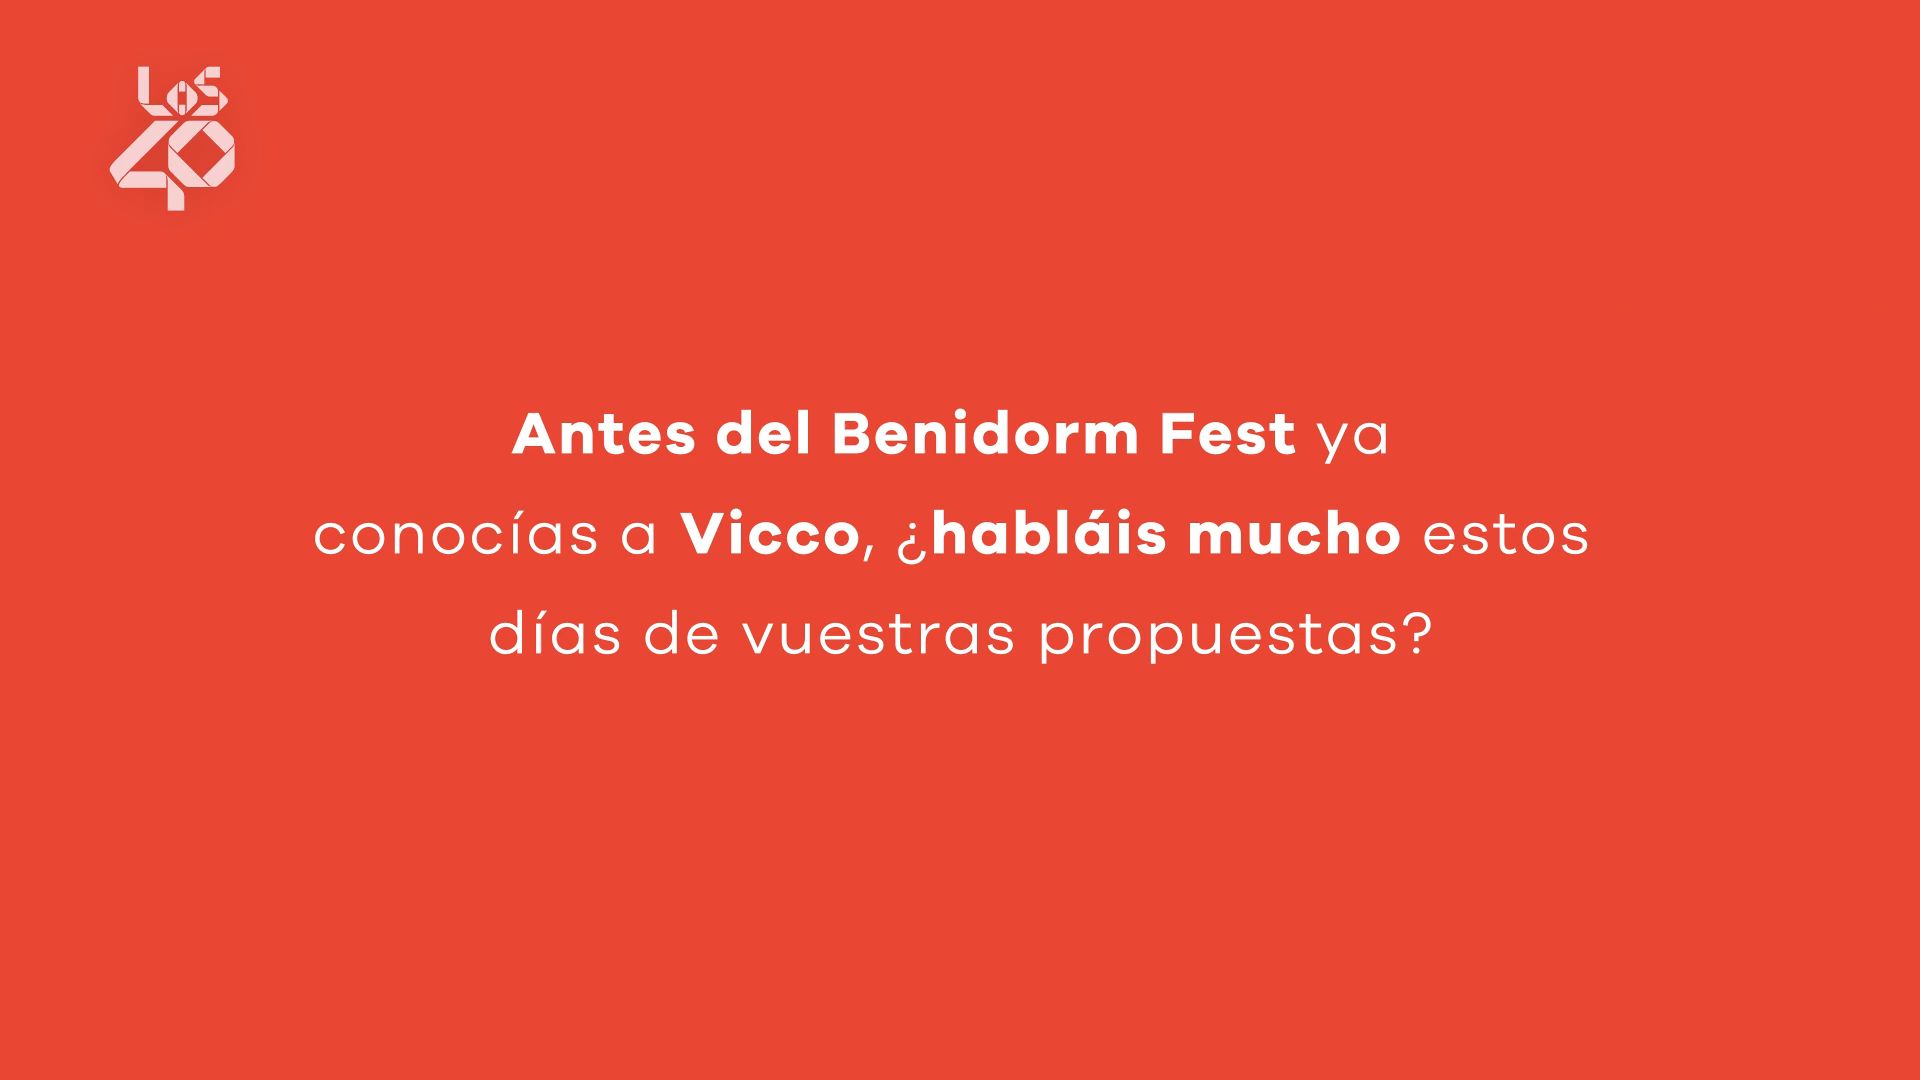 LOS
40
Antes del Benidorm Fest ya
conocías a Vicco, ¿habláis mucho estos
días de vuestras propuestas?